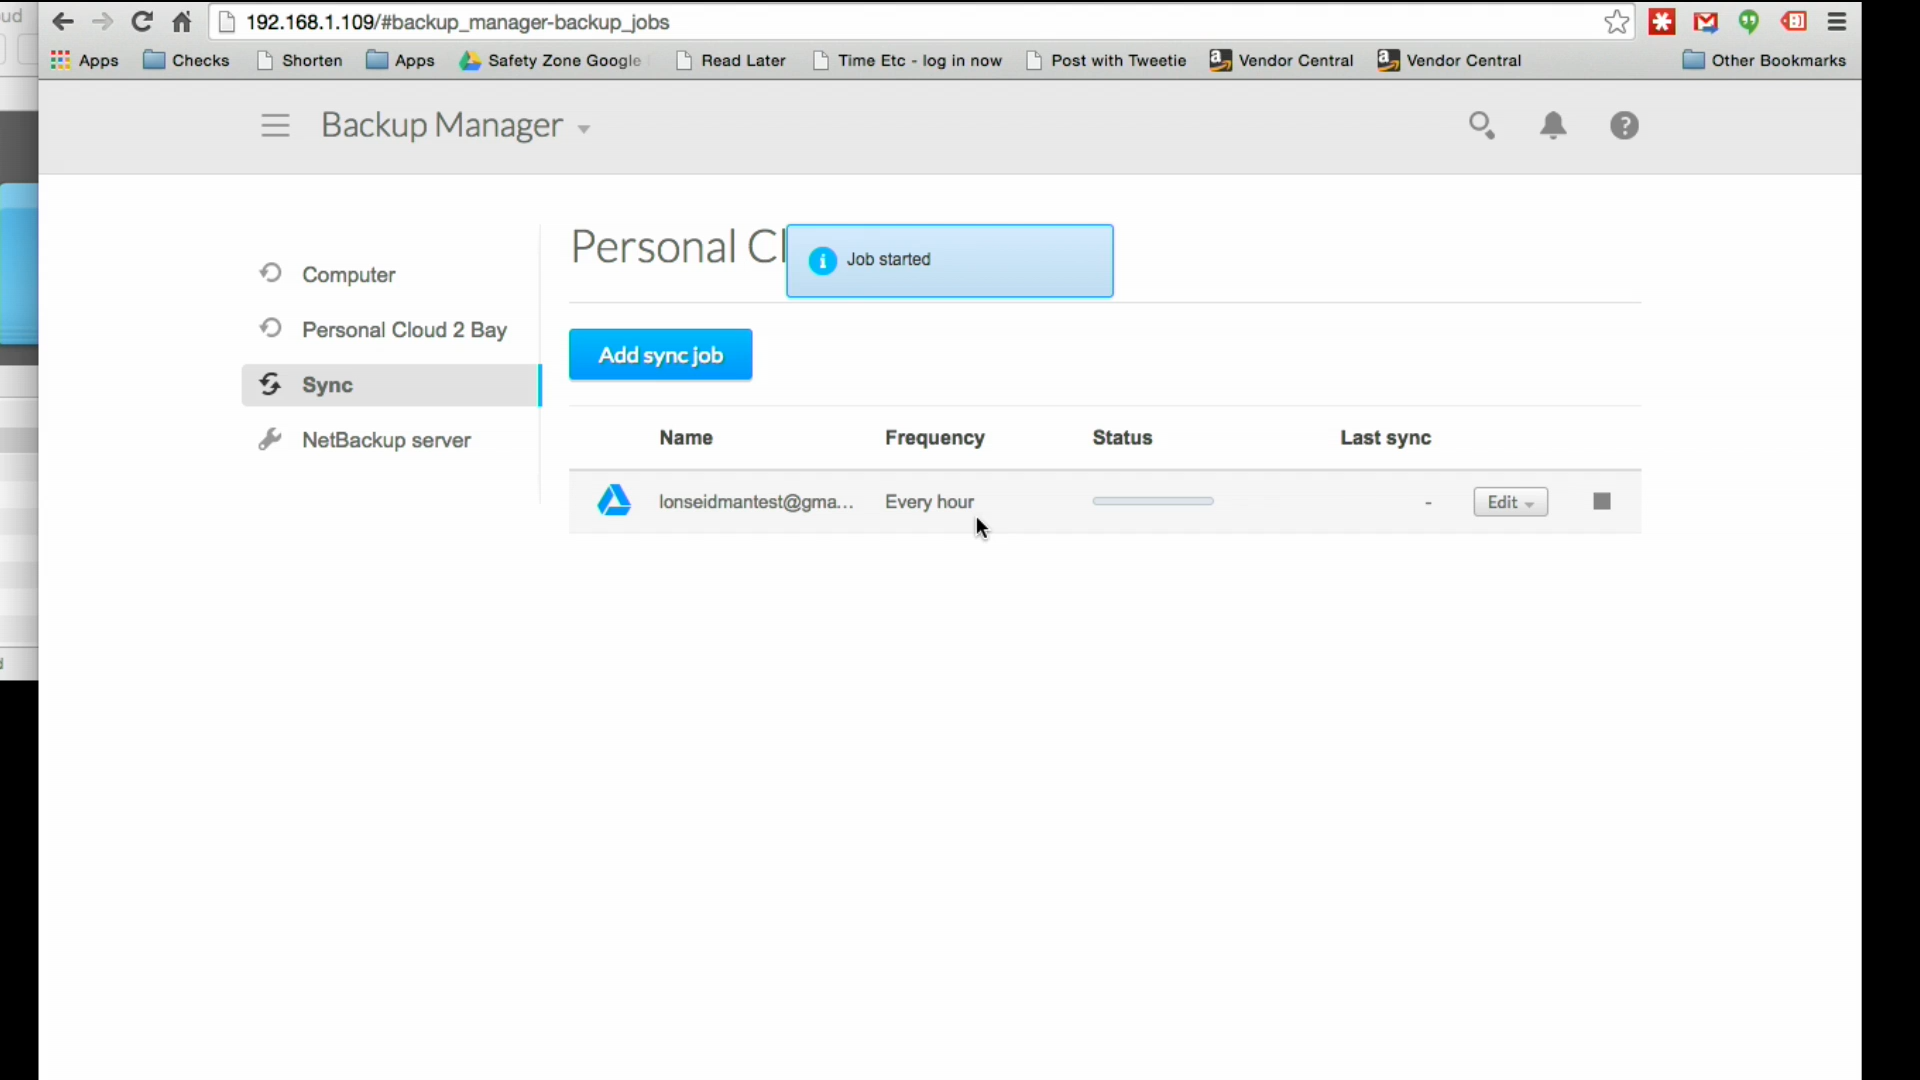 192.168.1.109/#backup_manager-backup_jobs
Apps Checks Shorten Apps Safety Zone Google Read Later Time Etc - log in now Post with Tweetie Vendor Central Vendor Central Other Bookmarks
Backup Manager
Personal Cl
Job started
Computer
Personal Cloud 2 Bay
Sync
NetBackup server
Add sync job
Name Frequency Status Last sync
lonseidmantest@gma... Every hour - Edit